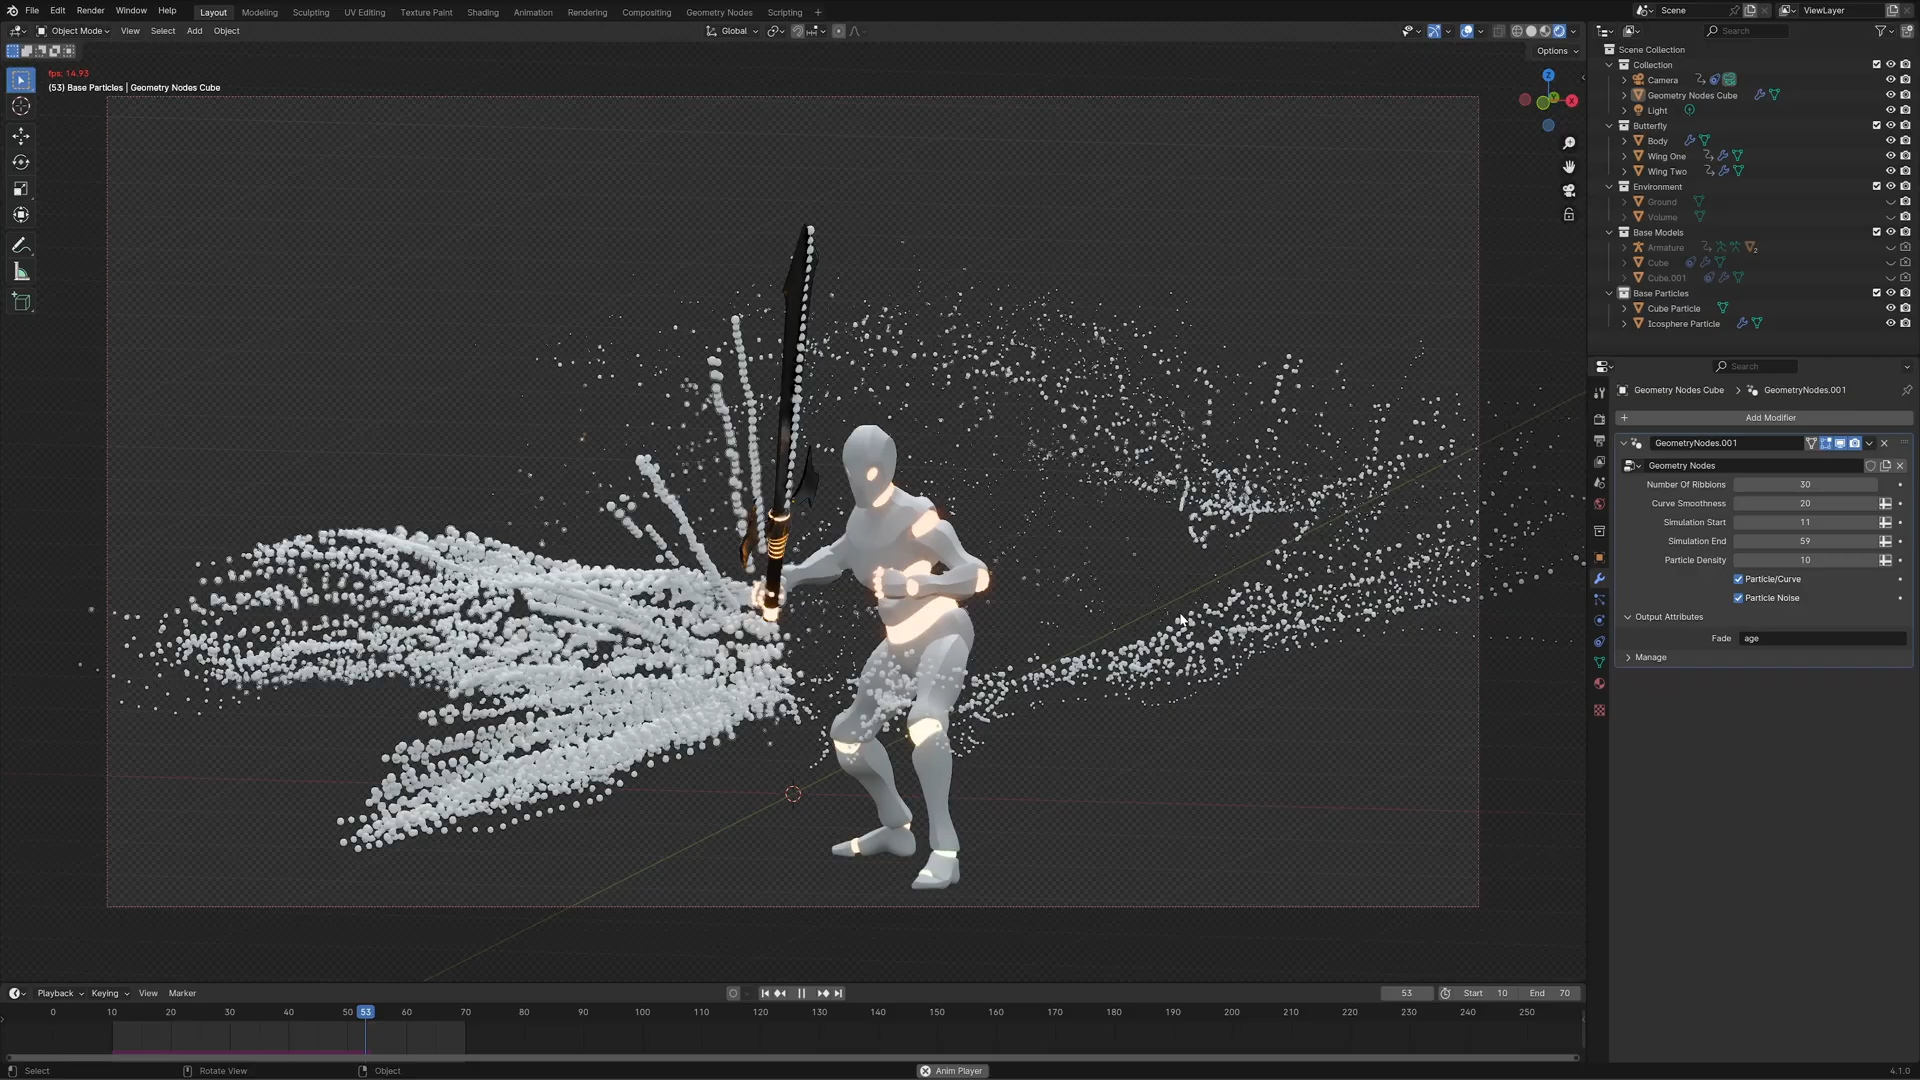 File Edit Render Window Help Layout Modeling Sculpting UV Editing Texture Paint Shading Animation Rendering Compositing Geometry Nodes Scripting + Scene ViewLayer
Object Mode View Select Add Object Global Search
Options
fps: 14.93
(53) Base Particles | Geometry Nodes Cube
Z
Y
X
Scene Collection
Collection
Camera
Geometry Nodes Cube
Light
Butterfly
Body
Wing One
Wing Two
Environment
Ground
Volume
Base Models
Armature 2
Cube
Cube.001
Base Particles
Cube Particle
Icosphere Particle
Search
Geometry Nodes Cube > GeometryNodes.001
+ Add Modifier
GeometryNodes.001
Geometry Nodes
Number Of Ribbions 30
Curve Smoothness 20
Simulation Start 11
Simulation End 59
Particle Density 10
Particle/Curve
Particle Noise
Output Attributes
Fade age
Manage
Playback Keying View Marker 53 Start 10 End 70
0 10 20 30 40 50 53 60 70 80 90 100 110 120 130 140 150 160 170 180 190 200 210 220 230 240 250
Select Rotate View Object Anim Player 4.1.0